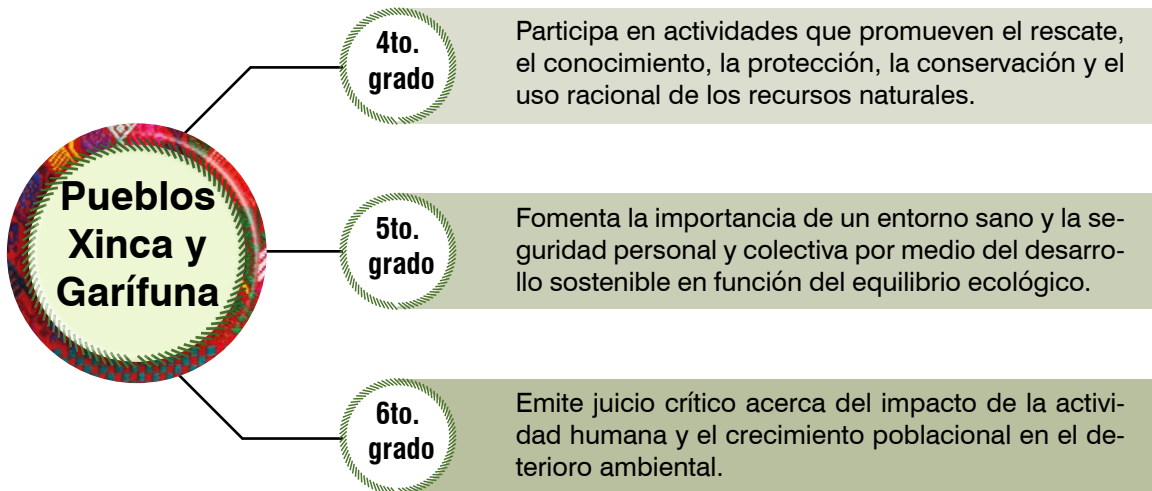 Pueblos
Xinca y
Garífuna
4to.
grado
Participa en actividades que promueven el rescate,
el conocimiento, la protección, la conservación y el
uso racional de los recursos naturales.
5to.
grado
Fomenta la importancia de un entorno sano y la se-
guridad personal y colectiva por medio del desarro-
llo sostenible en función del equilibrio ecológico.
6to.
grado
Emite juicio crítico acerca del impacto de la activi-
dad humana y el crecimiento poblacional en el de-
terioro ambiental.